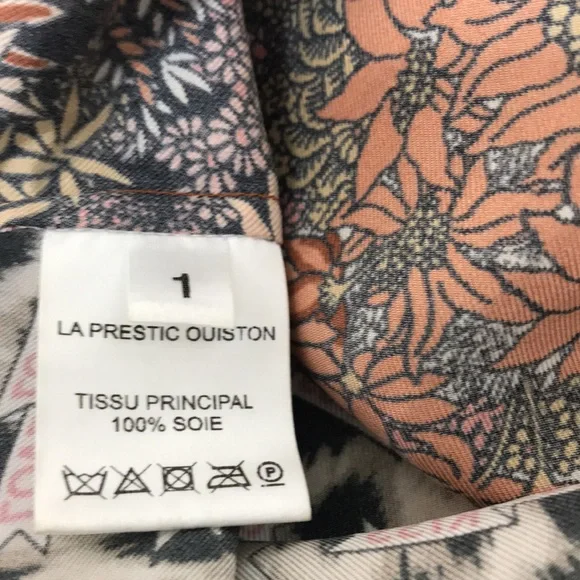 1
LA PRESTIC OUISTON
TISSU PRINCIPAL
100% SOIE
P